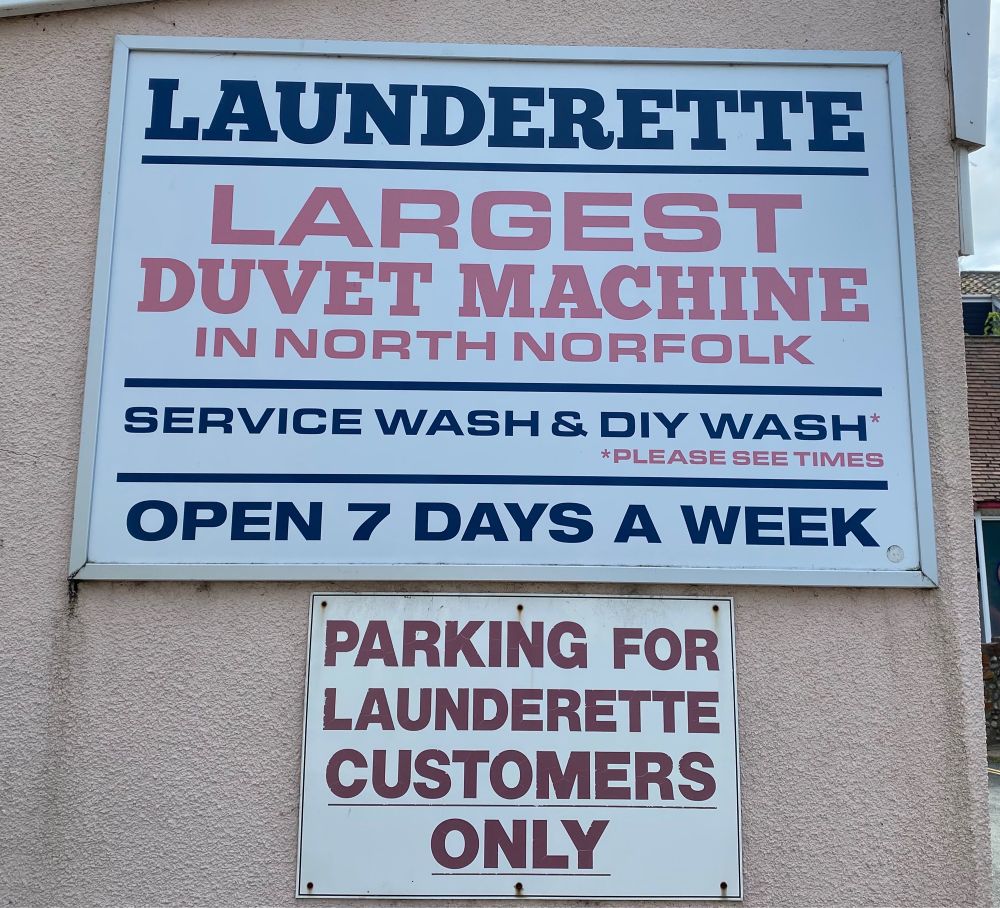 LAUNDERETTE
LARGEST
DUVET MACHINE
IN NORTH NORFOLK
SERVICE WASH & DIY WASH*
*PLEASE SEE TIMES
OPEN 7 DAYS A WEEK
PARKING FOR
LAUNDERETTE
CUSTOMERS
ONLY